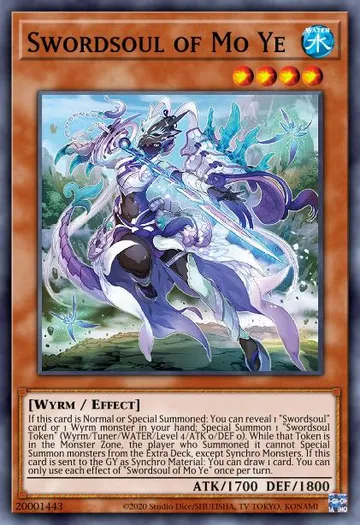 Swordsoul of Mo Ye
WATER
水
[Wyrm / Effect]
If this card is Normal or Special Summoned: You can reveal 1 "Swordsoul"
card or 1 Wyrm monster in your hand; Special Summon 1 "Swordsoul
Token" (Wyrm/Tuner/WATER/Level 4/ATK 0/DEF 0). While that Token is
in the Monster Zone, the player who Summoned it cannot Special
Summon monsters from the Extra Deck, except Synchro Monsters. If this
card is sent to the GY as Synchro Material: You can draw 1 card. You can
only use each effect of "Swordsoul of Mo Ye" once per turn.
ATK/1700 DEF/1800
20001443 ©2020 Studio Dice/SHUEISHA, TV TOKYO, KONAMI